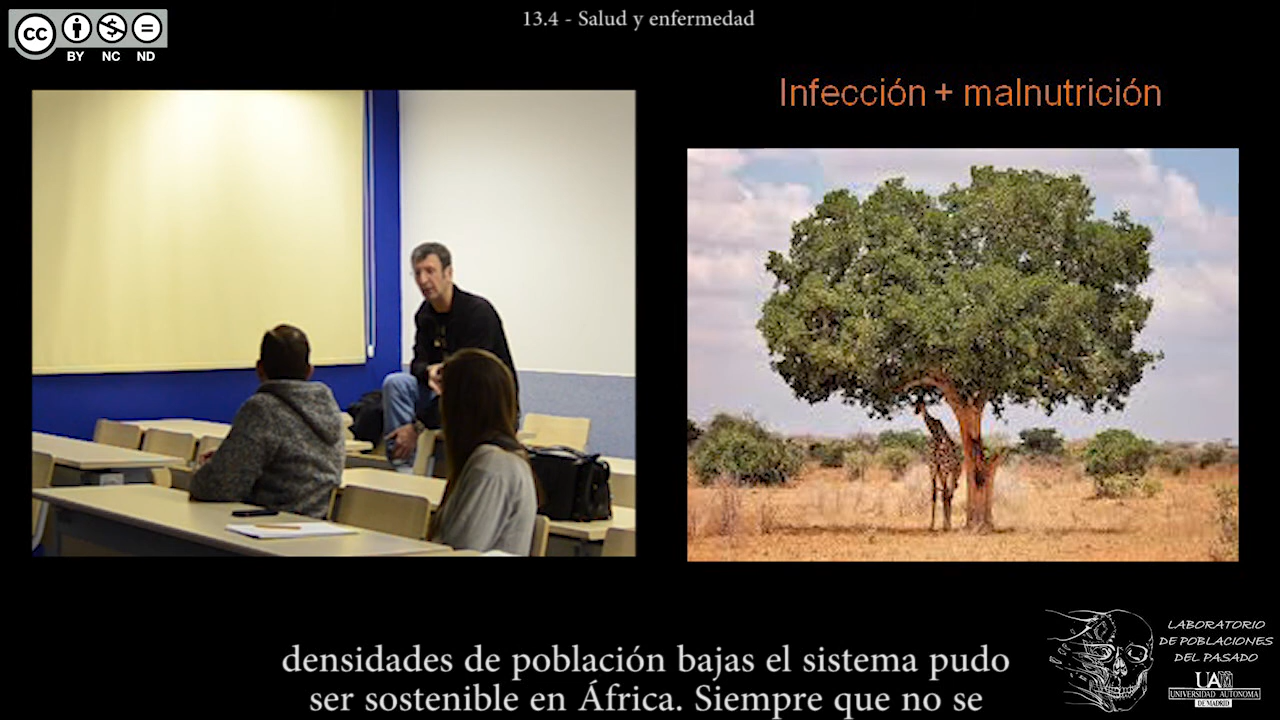 13.4 - Salud y enfermedad
cc
BY NC ND
Infección + malnutrición
densidades de población bajas el sistema pudo
ser sostenible en África. Siempre que no se
LABORATORIO
DE POBLACIONES
DEL PASADO
UAM
UNIVERSIDAD AUTONOMA
DE MADRID